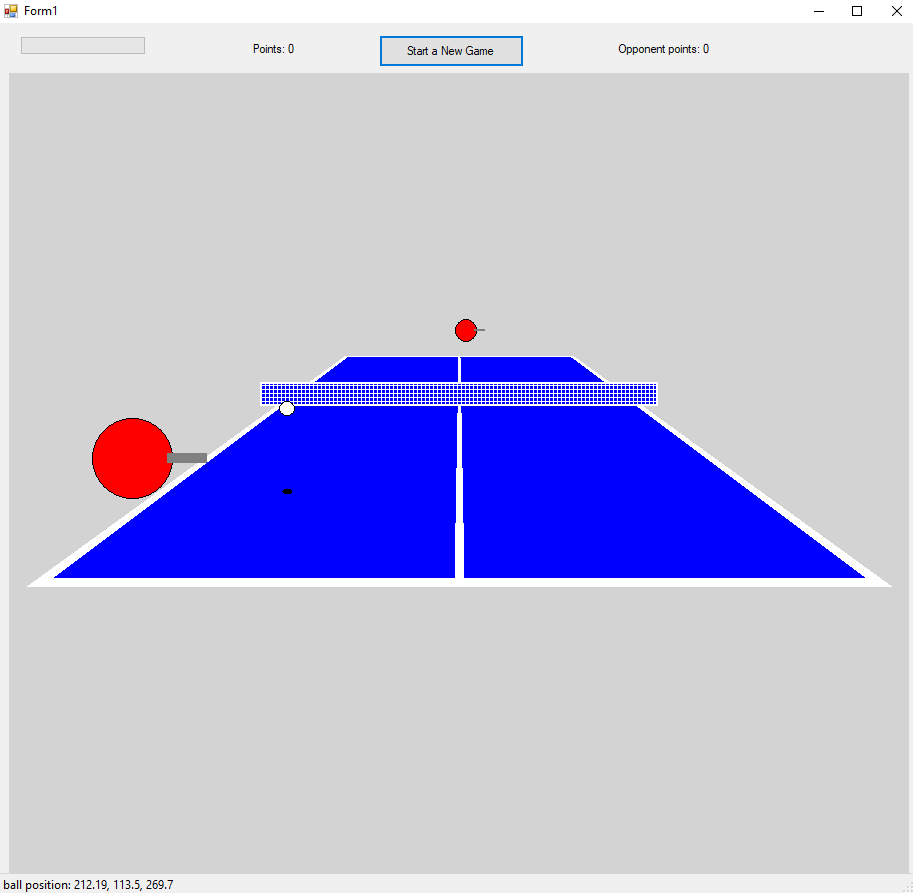 Form1
Points: 0
Start a New Game
Opponent points: 0
ball position: 212.19, 113.5, 269.7